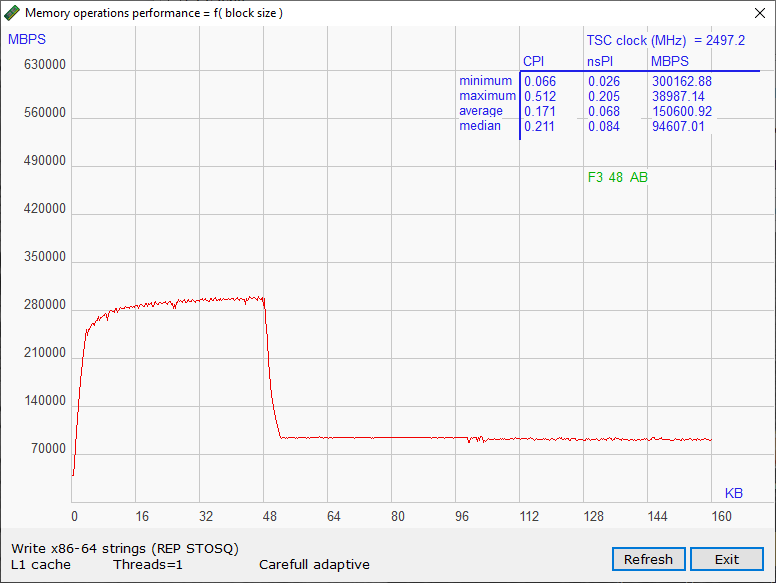 Memory operations performance = f( block size )
MBPS
TSC clock (MHz) = 2497.2
CPI nsPI MBPS
minimum 0.066 0.026 300162.88
maximum 0.512 0.205 38987.14
average 0.171 0.068 150600.92
median 0.211 0.084 94607.01
F3 48 AB
630000
560000
490000
420000
350000
280000
210000
140000
70000
KB
0 16 32 48 64 80 96 112 128 144 160
Write x86-64 strings (REP STOSQ)
L1 cache Threads=1 Carefull adaptive
Refresh Exit